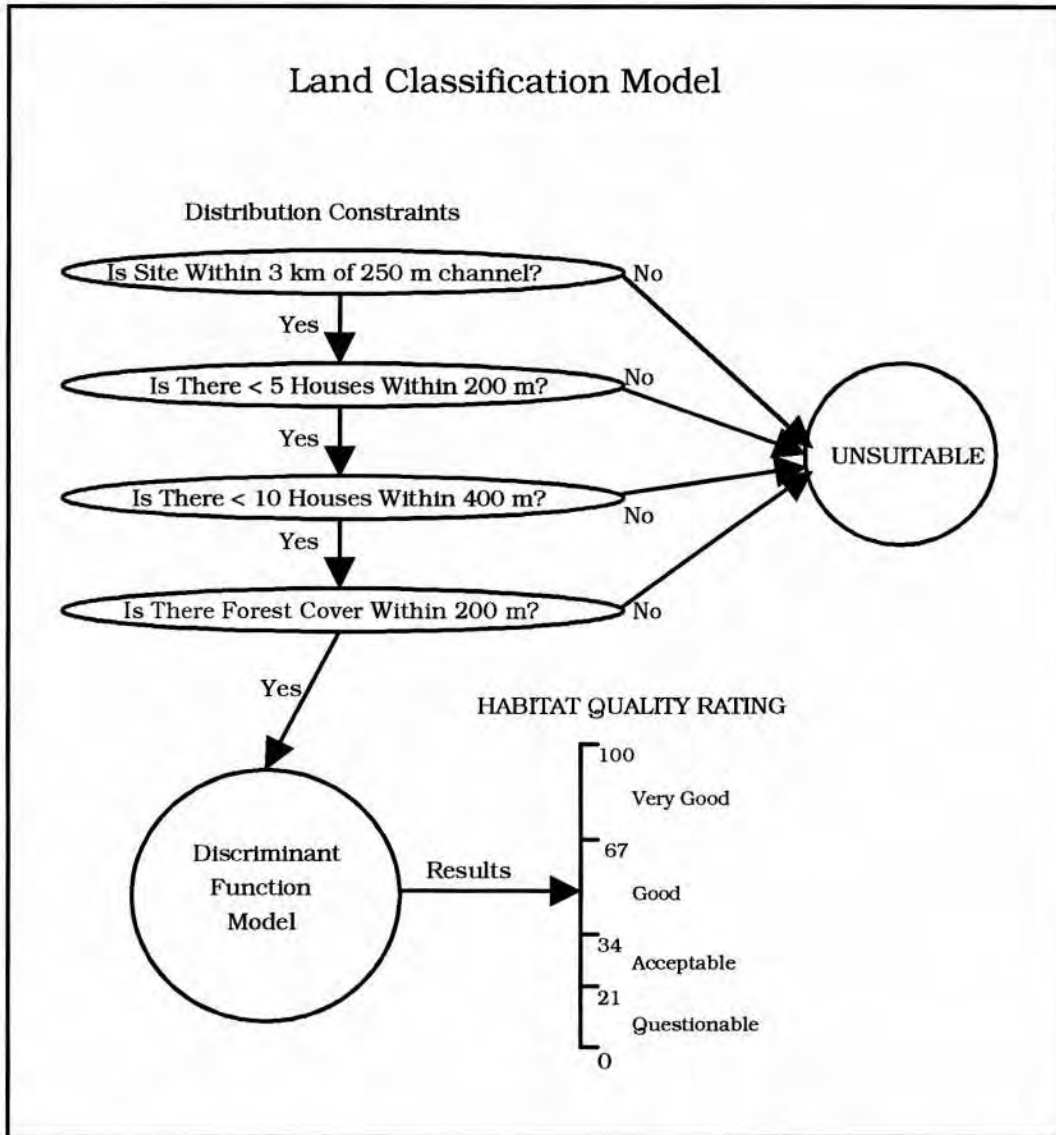 Land Classification Model
Distribution Constraints
Is Site Within 3 km of 250 m channel?
No
Yes
Is There < 5 Houses Within 200 m?
No
Yes
Is There < 10 Houses Within 400 m?
No
Yes
Is There Forest Cover Within 200 m?
No
UNSUITABLE
Yes
Discriminant
Function
Model
Results
HABITAT QUALITY RATING
100
Very Good
67
Good
34
Acceptable
21
Questionable
0